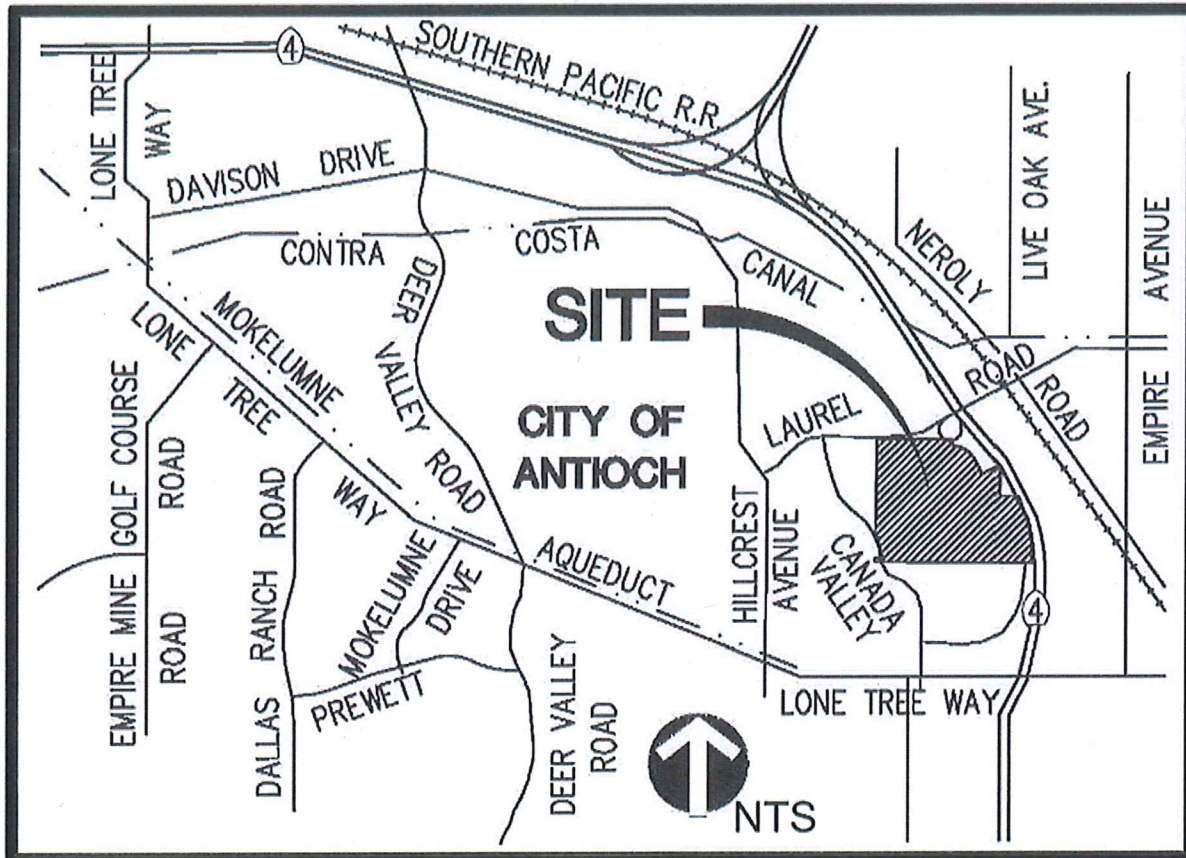 4
SOUTHERN PACIFIC R.R.
LONE TREE
WAY
DAVISON DRIVE
CONTRA COSTA CANAL
DEER VALLEY ROAD
NEROLY ROAD
LIVE OAK AVE.
EMPIRE AVENUE
SITE
CITY OF
ANTIOCH
LONE TREE WAY
MOKELUMNE AQUEDUCT
LAUREL ROAD
EMPIRE MINE ROAD
GOLF COURSE ROAD
DALLAS RANCH ROAD
MOKELUMNE
DRIVE
PREWETT
HILLCREST
AVENUE
CANADA
VALLEY
4
DEER VALLEY
ROAD
LONE TREE WAY
NTS